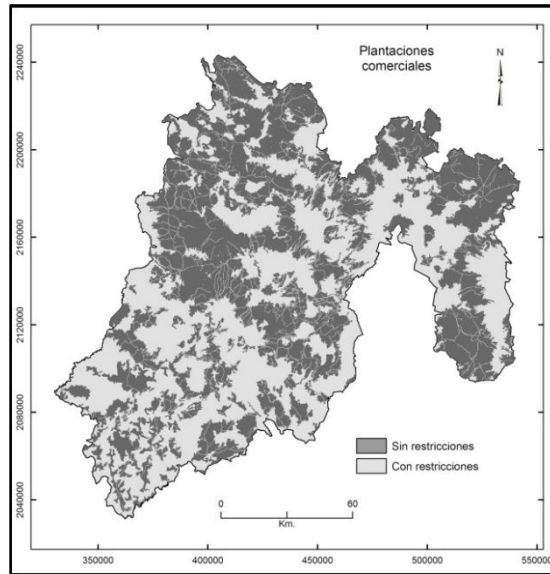 Plantaciones
comerciales
N
2240000
2200000
2160000
2120000
2080000
2040000
Sin restricciones
Con restricciones
0 60
Km.
350000 400000 450000 500000 550000